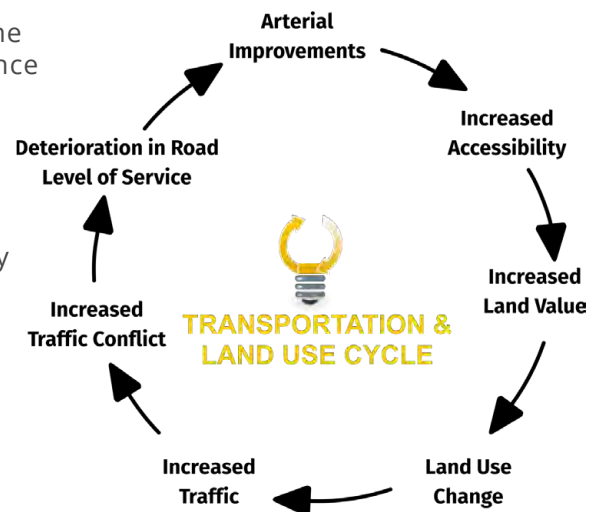 Arterial
Improvements
Increased
Accessibility
Increased
Land Value
Land Use
Change
Increased
Traffic
Increased
Traffic Conflict
Deterioration in Road
Level of Service
TRANSPORTATION &
LAND USE CYCLE